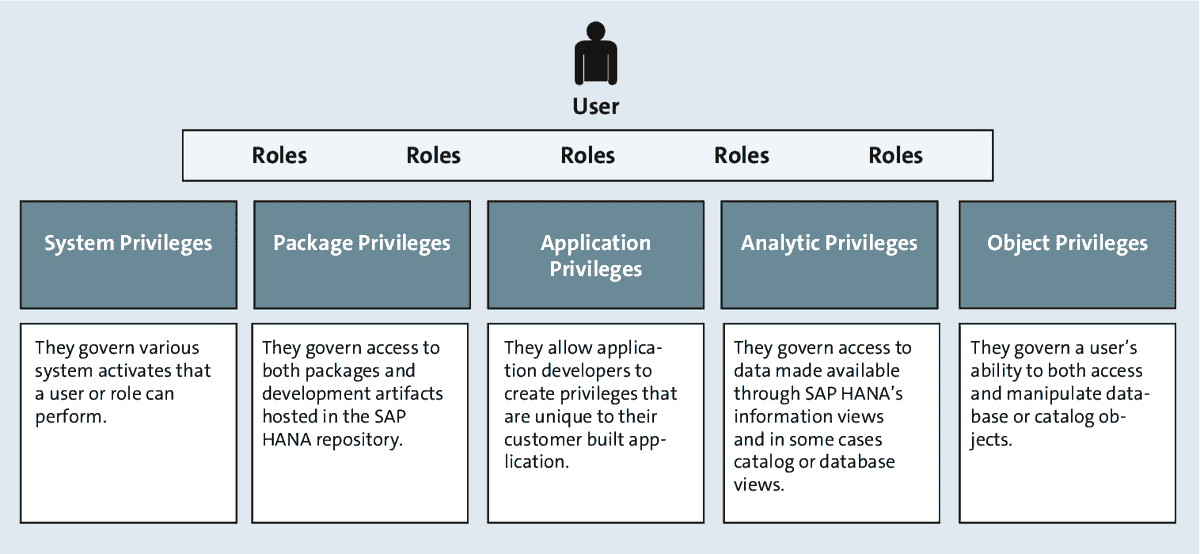 User
Roles Roles Roles Roles Roles
System Privileges
They govern various
system activates that
a user or role can
perform.
Package Privileges
They govern access to
both packages and
development artifacts
hosted in the SAP
HANA repository.
Application
Privileges
They allow applica-
tion developers to
create privileges that
are unique to their
customer built app-
lication.
Analytic Privileges
They govern access to
data made available
through SAP HANA’s
information views
and in some cases
catalog or database
views.
Object Privileges
They govern a user’s
ability to both access
and manipulate data-
base or catalog ob-
jects.